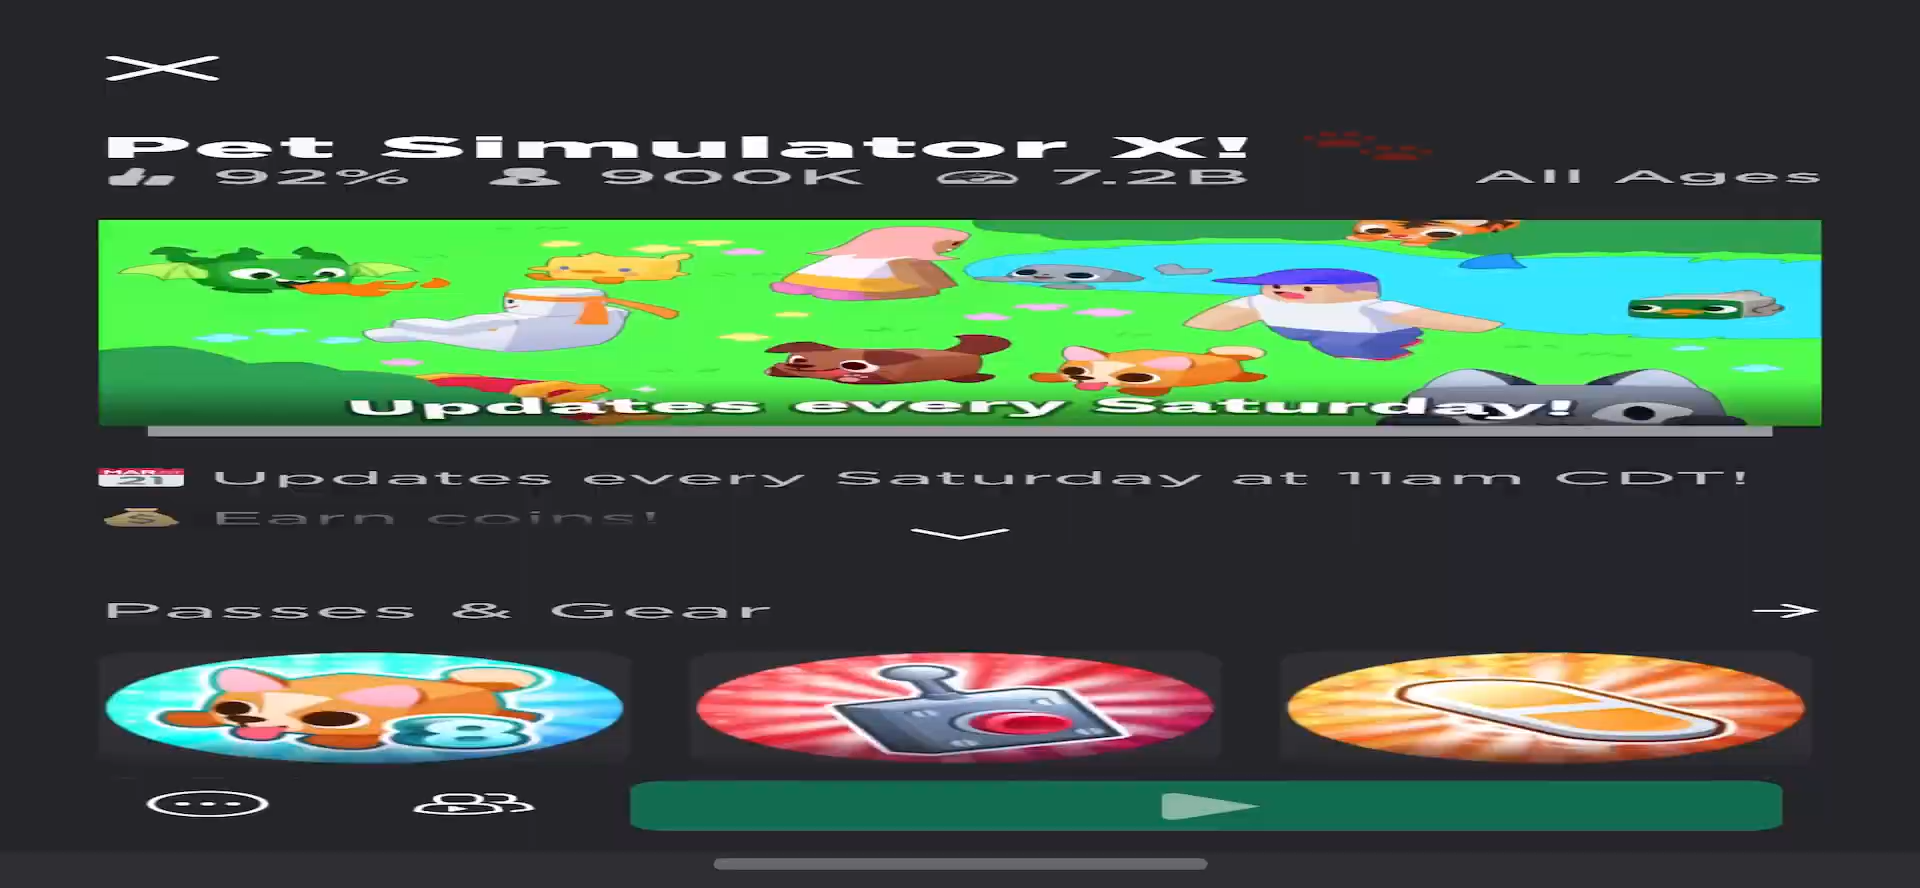 Pet Simulator X! 🐾
92% 900K 7.2B All Ages
Updates every Saturday!
MAR 21 Updates every Saturday at 11am CDT!
$ Earn coins!
Passes & Gear
8